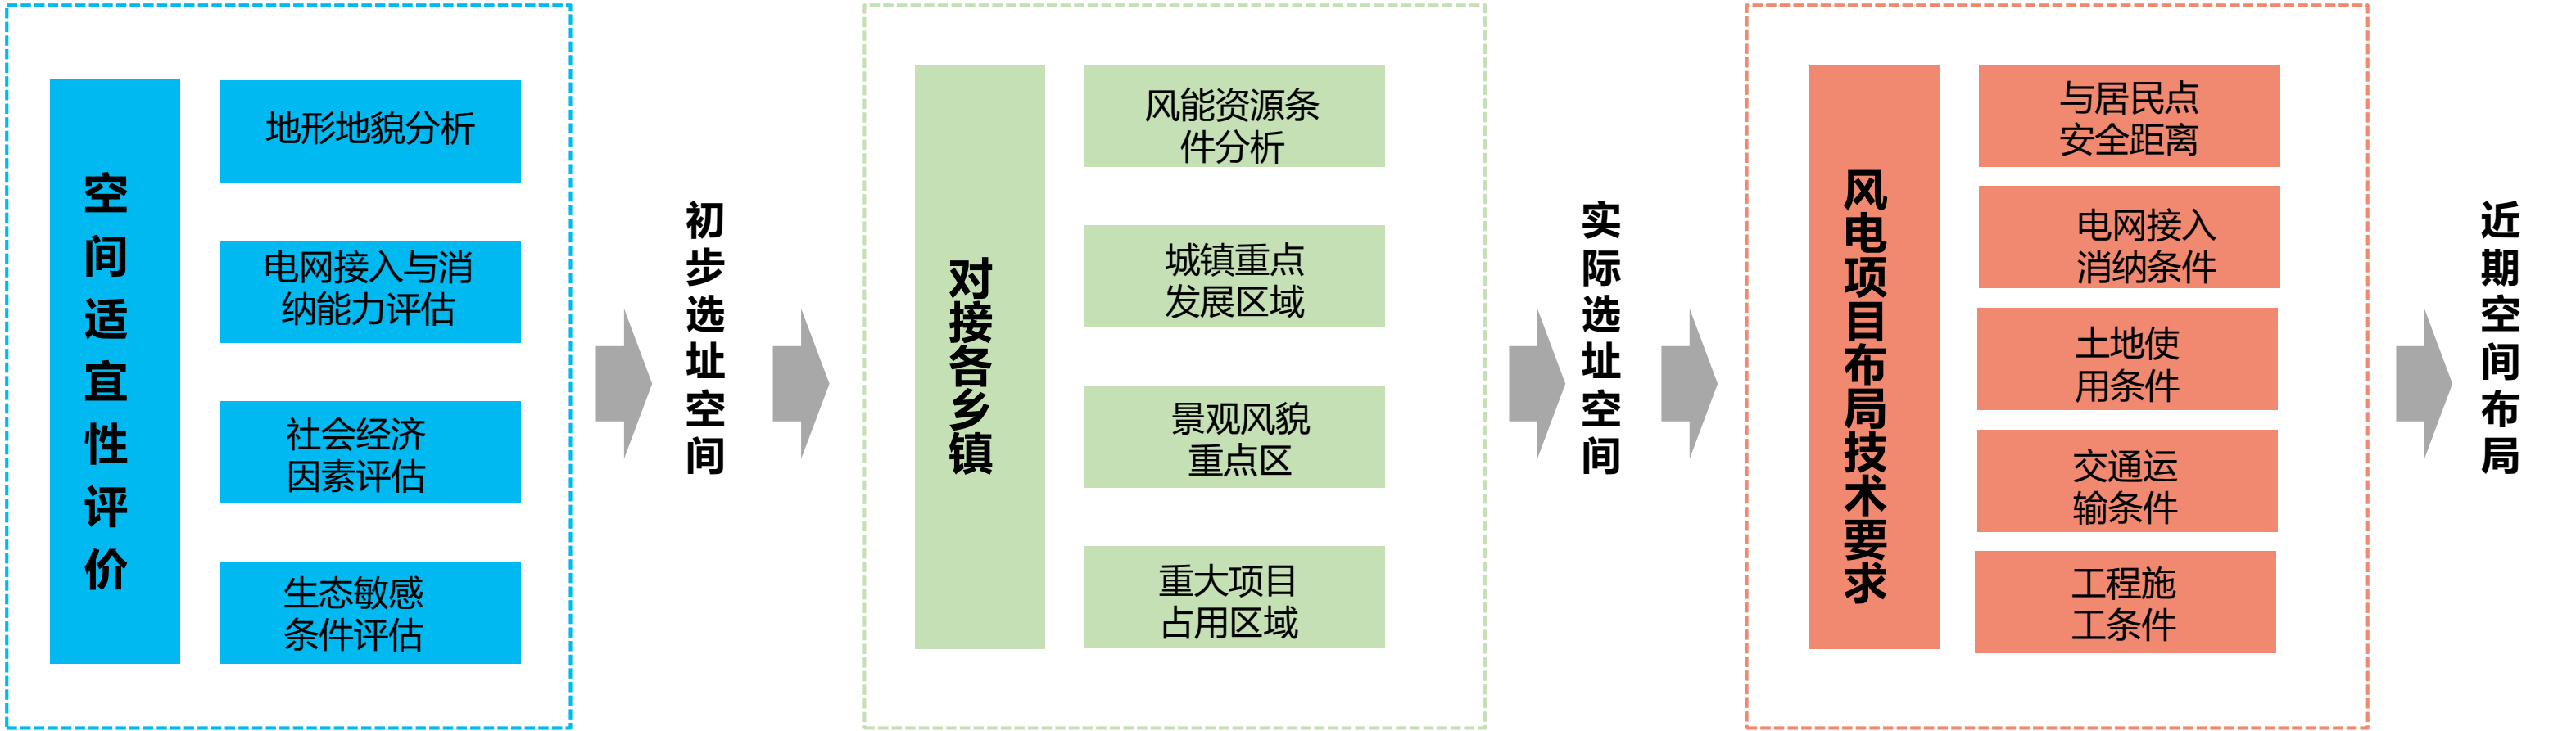 空间适宜性评价
地形地貌分析
电网接入与消
纳能力评估
社会经济
因素评估
生态敏感
条件评估
初步选址空间
对接各乡镇
风能资源条
件分析
城镇重点
发展区域
景观风貌
重点区
重大项目
占用区域
实际选址空间
风电项目布局技术要求
与居民点
安全距离
电网接入
消纳条件
土地使
用条件
交通运
输条件
工程施
工条件
近期空间布局